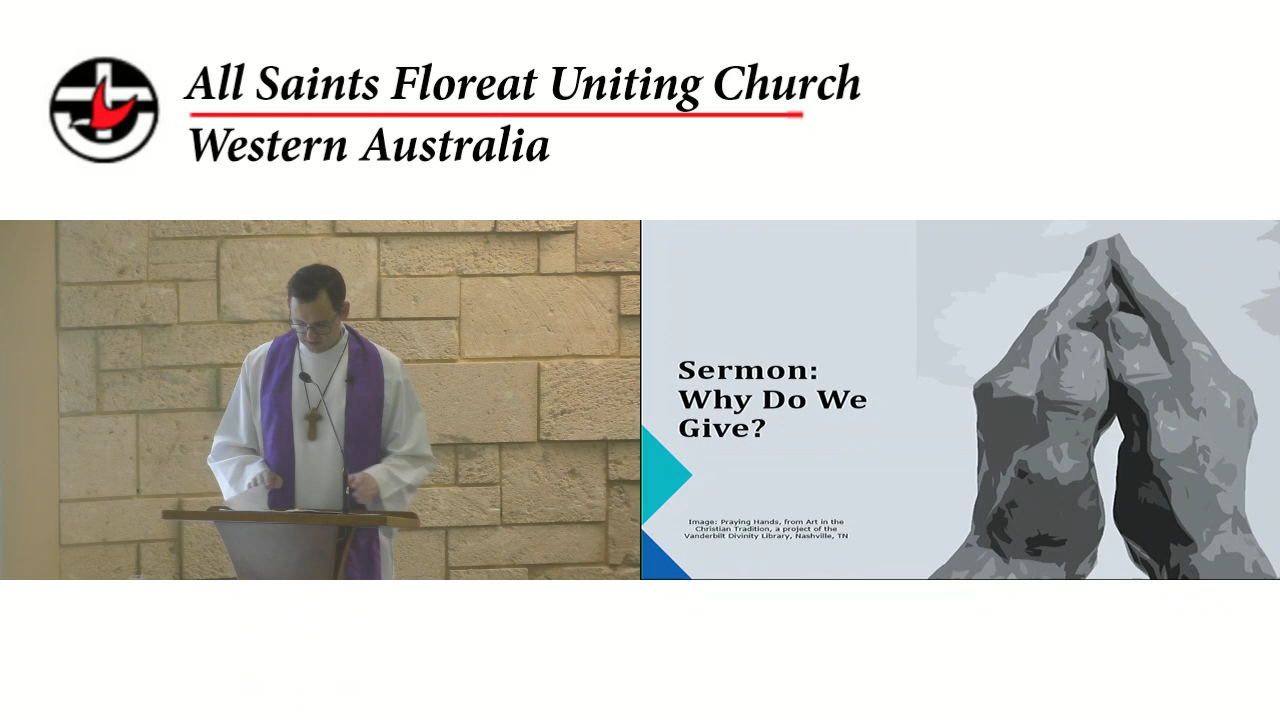 All Saints Floreat Uniting Church
Western Australia
Sermon:
Why Do We
Give?
Image: Praying Hands, from Art in the
Christian Tradition, a project of the
Vanderbilt Divinity Library, Nashville, TN